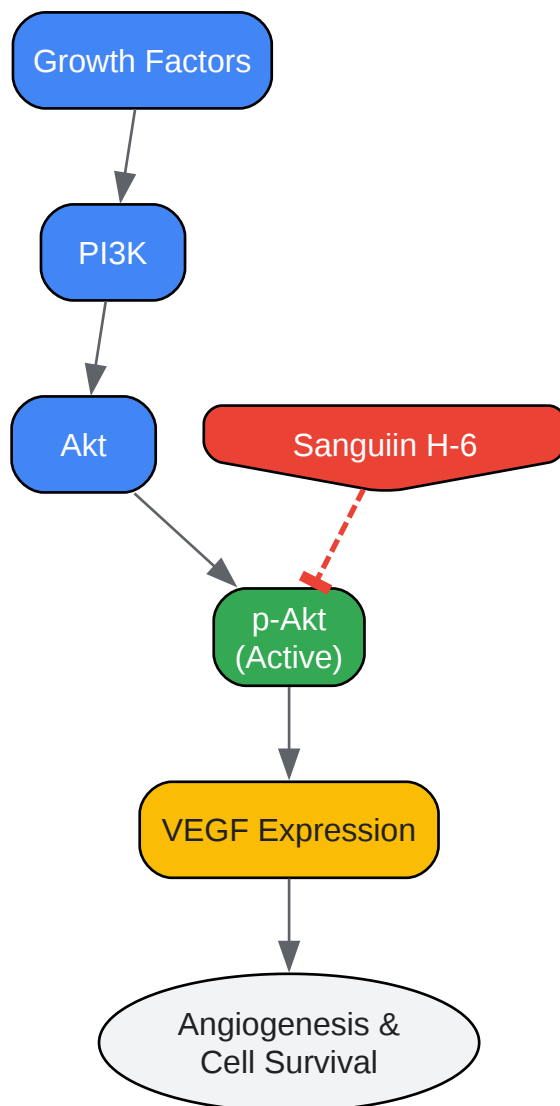 Growth Factors
PI3K
Akt
Sanguiin H-6
p-Akt
(Active)
VEGF Expression
Angiogenesis &
Cell Survival